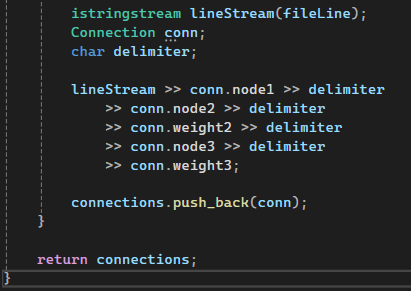 istringstream lineStream(fileLine);
Connection conn;
char delimiter;
lineStream >> conn.node1 >> delimiter
>> conn.node2 >> delimiter
>> conn.weight2 >> delimiter
>> conn.node3 >> delimiter
>> conn.weight3;
connections.push_back(conn);
}
return connections;
}